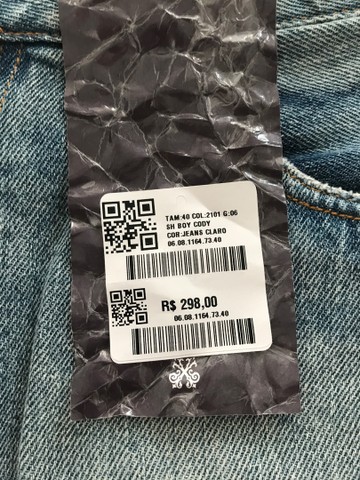 TAM:40 COL:2101 G:06
SH BOY CODY
COR:JEANS CLARO
06.08.1164.73.40
R$ 298,00
06.08.1164.73.40